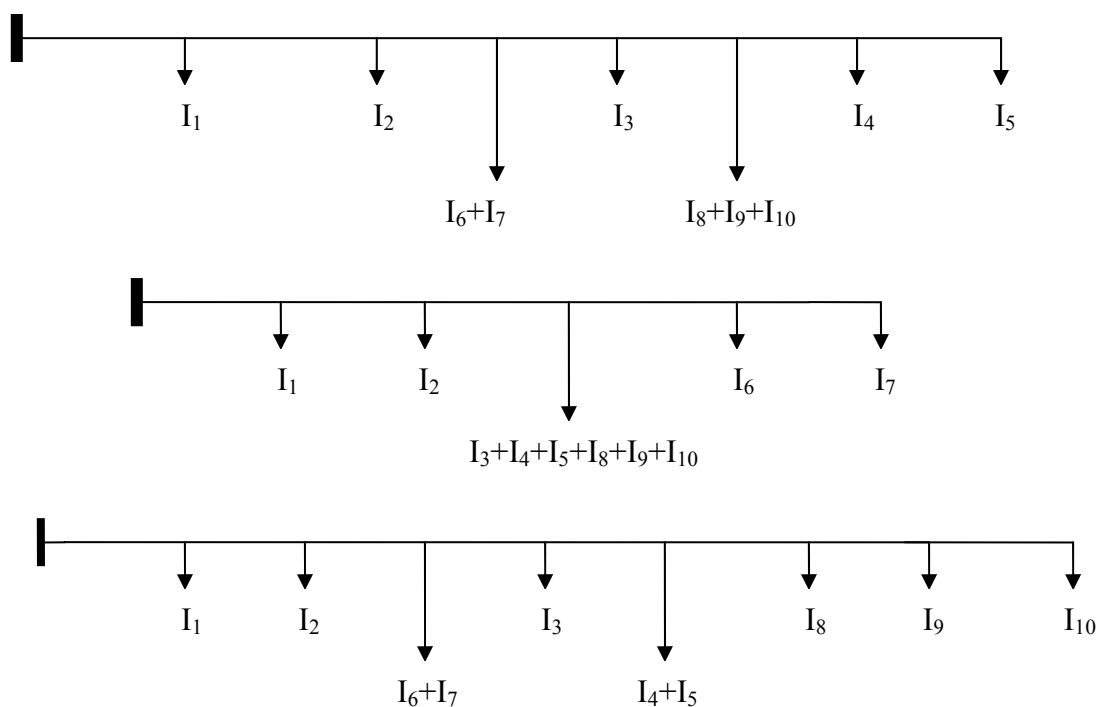 I₁ I₂ I₃ I₄ I₅
I₆+I₇ I₈+I₉+I₁₀
I₁ I₂ I₆ I₇
I₃+I₄+I₅+I₈+I₉+I₁₀
I₁ I₂ I₃ I₈ I₉ I₁₀
I₆+I₇ I₄+I₅